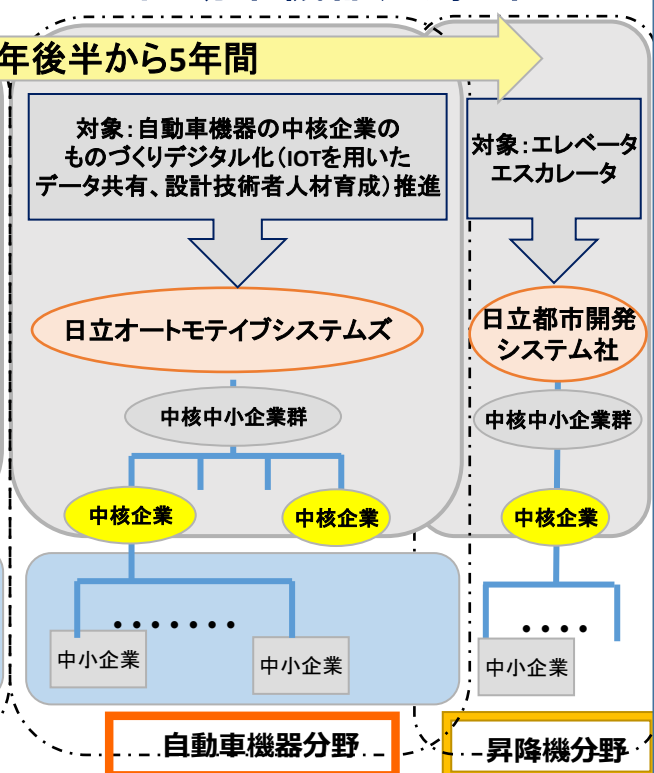 年後半から5年間
対象：自動車機器の中核企業の
ものづくりデジタル化（IOTを用いた
データ共有、設計技術者人材育成）推進
対象：エレベータ
エスカレータ
日立オートモテイブシステムズ
日立都市開発
システム社
中核中小企業群
中核中小企業群
中核企業
中核企業
中核企業
・・・・・・・
・・・・
中小企業
中小企業
中小企業
自動車機器分野
昇降機分野